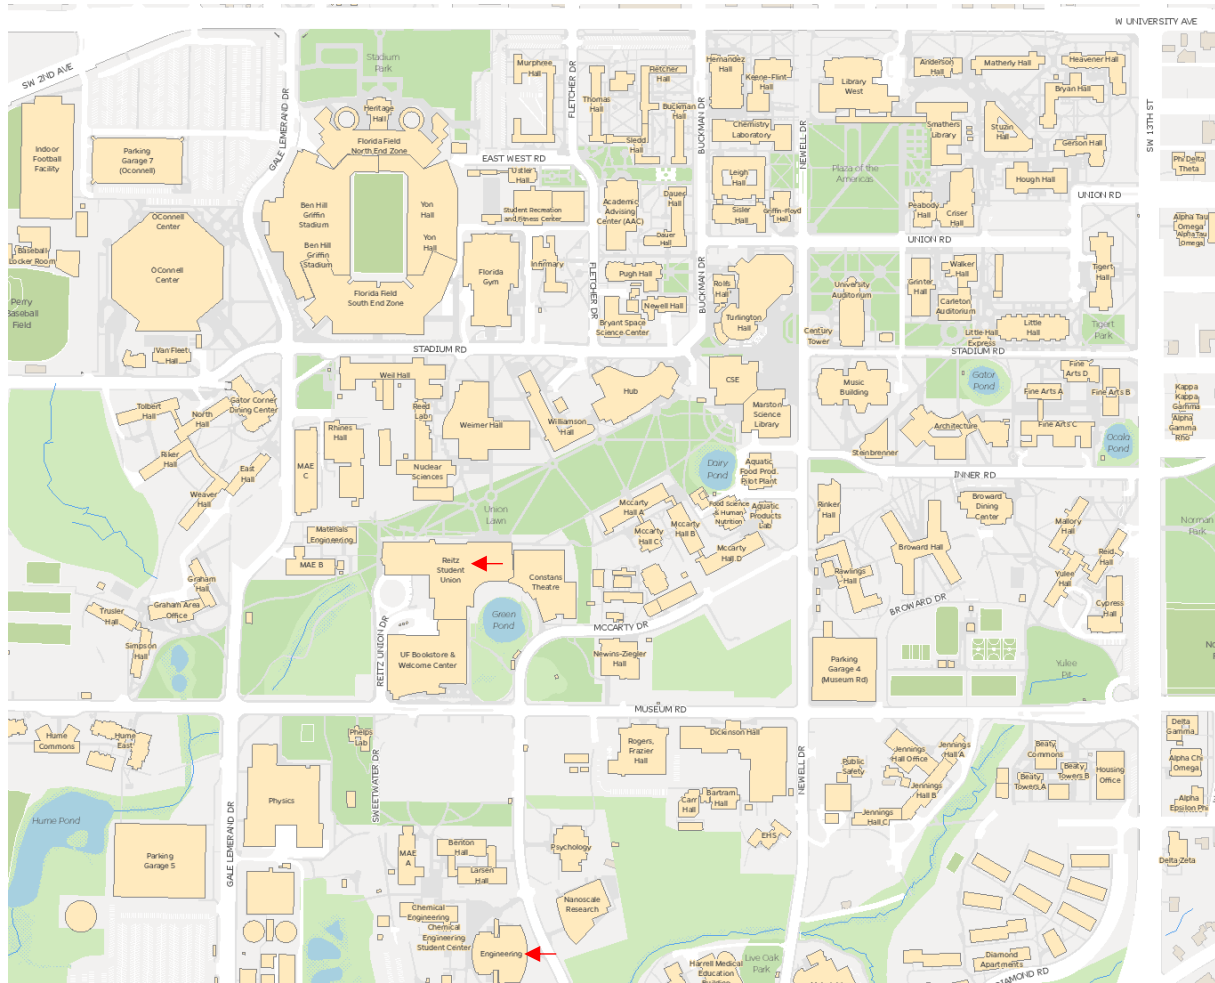 W UNIVERSITY AVE
SW 2ND AVE
GALE LEMERAND DR
Stadium
Park
Murphree
Hall
FLETCHER DR
Thomas
Hall
Fletcher
Hall
Buckman
Hall
Sledd
Hall
BUCKMAN DR
Hernandez
Hall
Keene-Flint
Hall
Chemistry
Laboratory
NEWELL DR
Library
West
Anderson
Hall
Matherly Hall
Heavener Hall
Bryan Hall
Smathers
Library
Stuzin
Hall
Gerson Hall
SW 13TH ST
Indoor
Football
Facility
Parking
Garage 7
(Oconnell)
Heritage
Hall
Florida Field
North End Zone
EAST WEST RD
Ustler
Hall
Student Recreation
and Fitness Center
Academic
Advising
Center (AAC)
Dauer
Hall
Dauer
Hall
Leigh
Hall
Sisler
Hall
Griffin-Floyd
Hall
Plaza of the
Americas
Peabody
Hall
Criser
Hall
Hough Hall
UNION RD
Phi Delta
Theta
Alpha Tau
Omega
Alpha Tau
Omega
OConnell
Center
OConnell
Center
Baseball
Locker Room
Perry
Baseball
Field
Ben Hill
Griffin
Stadium
Ben Hill
Griffin
Stadium
Yon
Hall
Yon
Hall
Florida Field
South End Zone
Florida
Gym
Infirmary
FLETCHER DR
Pugh Hall
Newell Hall
Bryant Space
Science Center
BUCKMAN DR
Rolfs
Hall
Turlington
Hall
UNION RD
University
Auditorium
Century
Tower
Grinter
Hall
Walker
Hall
Carleton
Auditorium
Little Hall
Express
Little
Hall
Tigert
Hall
Tigert
Park
Van Fleet
Hall
STADIUM RD
STADIUM RD
Weil Hall
Reed
Lab
Weimer Hall
Williamson
Hall
Hub
CSE
Marston
Science
Library
Music
Building
Steinbrenner
Architecture
Gator
Pond
Fine
Arts D
Fine Arts A
Fine Arts B
Fine Arts C
Ocala
Pond
Kappa
Kappa
Gamma
Alpha
Gamma
Rho
Tolbert
Hall
North
Hall
Gator Corner
Dining Center
Riker
Hall
Weaver
Hall
East
Hall
Rhines
Hall
MAE
C
Nuclear
Sciences
Union
Lawn
Dairy
Pond
Aquatic
Food Prod.
Pilot Plant
Food Science
& Human
Nutrition
Aquatic
Products
Lab
INNER RD
Mccarty
Hall A
Mccarty
Hall C
Mccarty
Hall B
Mccarty
Hall D
Rinker
Hall
Broward Hall
Broward
Dining
Center
Mallory
Hall
Reid
Hall
Yulee
Hall
Cypress
Hall
Rawlings
Hall
BROWARD DR
Norman
Park
Materials
Engineering
MAE B
Reitz
Student
Union
Constans
Theatre
Green
Pond
MCCARTY DR
Newins-Ziegler
Hall
REITZ UNION DR
UF Bookstore &
Welcome Center
Graham
Hall
Graham Area
Office
Trusler
Hall
Simpson
Hall
Parking
Garage 4
(Museum Rd)
Yulee
Pit
MUSEUM RD
Hume
Commons
Hume
East
Hume Pond
Parking
Garage 5
GALE LEMERAND DR
Physics
Phelps
Lab
SWEETWATER DR
MAE
A
Benton
Hall
Larsen
Hall
Chemical
Engineering
Chemical
Engineering
Student Center
Engineering
Rogers,
Frazier
Hall
Dickinson Hall
Carr
Hall
Bartram
Hall
EHS
Psychology
Nanoscale
Research
NEWELL DR
Public
Safety
Jennings
Hall Office
Jennings
Hall A
Jennings
Hall B
Jennings
Hall C
Beaty
Commons
Beaty
Towers B
Beaty
Towers A
Housing
Office
Delta
Gamma
Alpha Chi
Omega
Alpha
Epsilon Phi
Delta Zeta
Harrell Medical
Education
Building
Live Oak
Park
Diamond
Apartments
DIAMOND RD